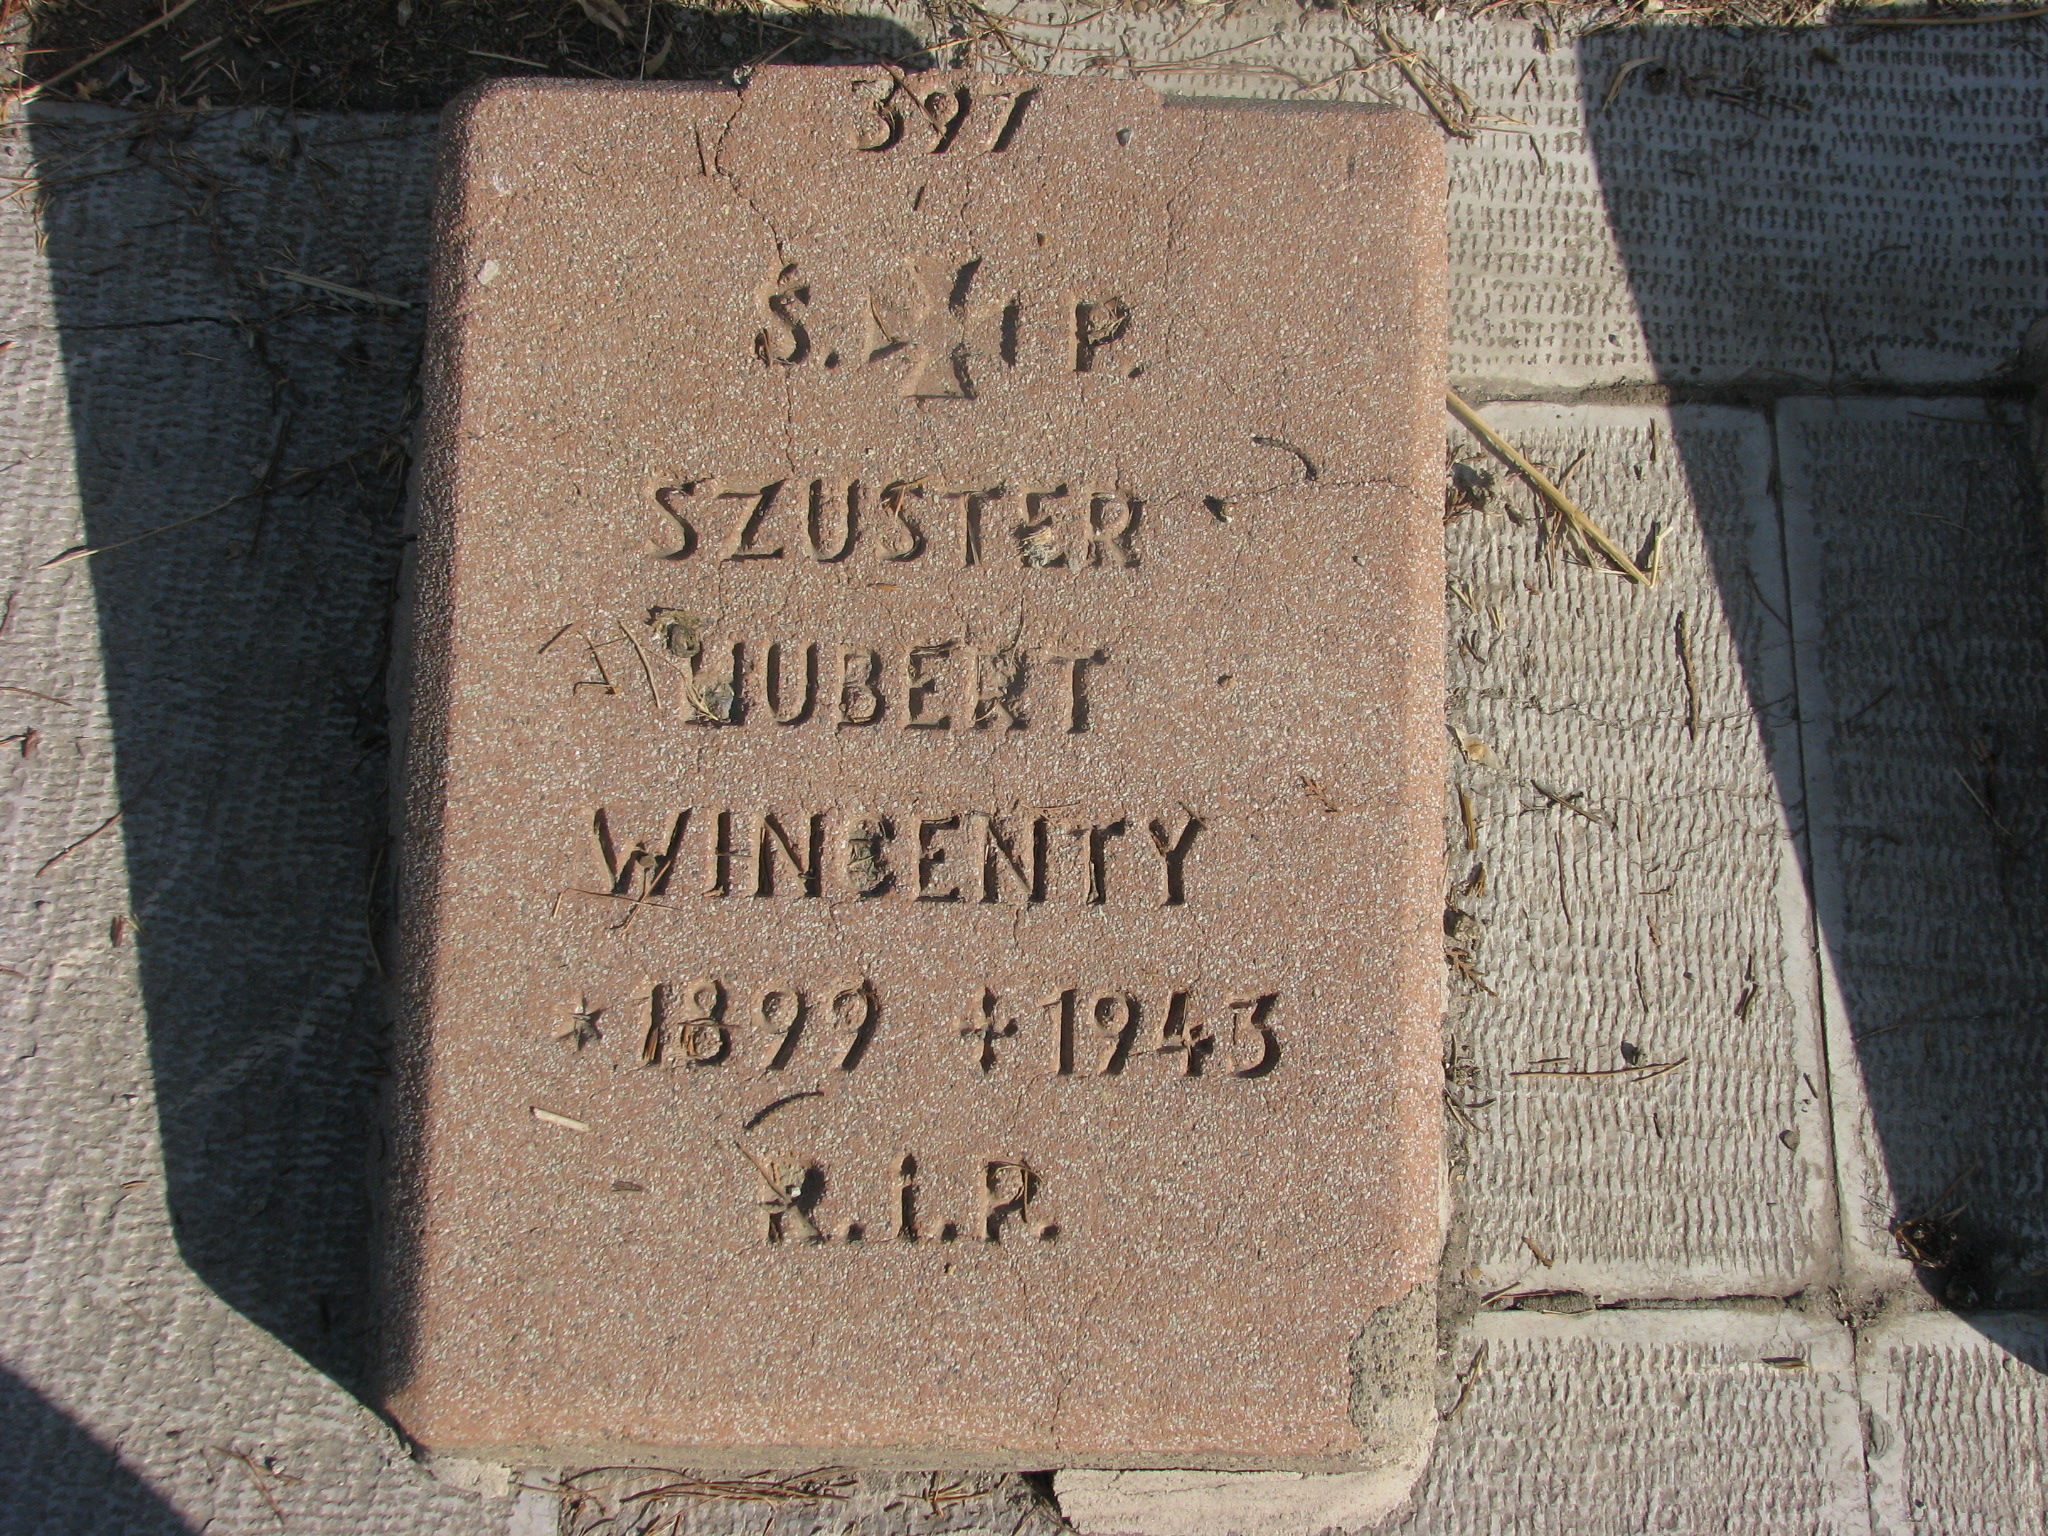 397
Ś. I P.
SZUSTER
HUBERT
WINCENTY
1899 1943
R.I.P.